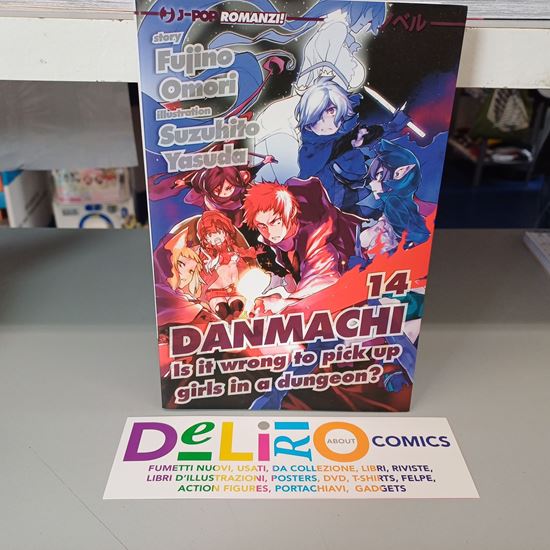 J-POP ROMANZI!
ノベル
story
Fujino
Omori
illustration
Suzuhito
Yasuda
14
DANMACHI
Is it wrong to pick up
girls in a dungeon?
DeLiRiO ABOUT COMICS
FUMETTI NUOVI, USATI, DA COLLEZIONE, LIBRI, RIVISTE,
LIBRI D'ILLUSTRAZIONI, POSTERS, DVD, T-SHIRTS, FELPE,
ACTION FIGURES, PORTACHIAVI, GADGETS